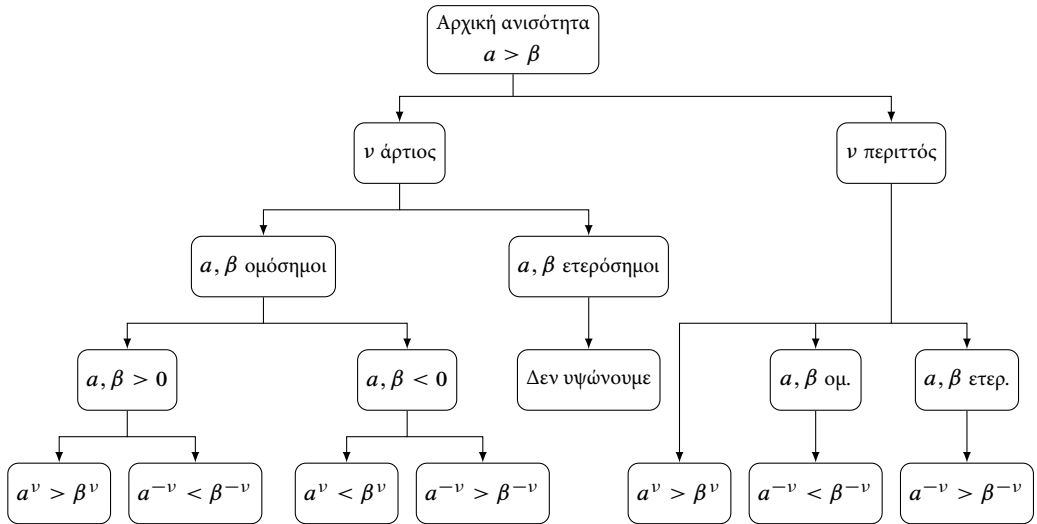 Αρχική ανισότητα
α > β
ν άρτιος
ν περιττός
α, β ομόσημοι
α, β ετερόσημοι
α, β > 0
α, β < 0
Δεν υψώνουμε
α, β ομ.
α, β ετερ.
α^ν > β^ν
α^−ν < β^−ν
α^ν < β^ν
α^−ν > β^−ν
α^ν > β^ν
α^−ν < β^−ν
α^−ν > β^−ν